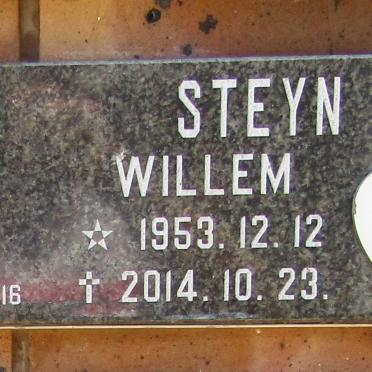 STEYN
WILLEM
☆ 1953. 12. 12
16 ✝ 2014. 10. 23.